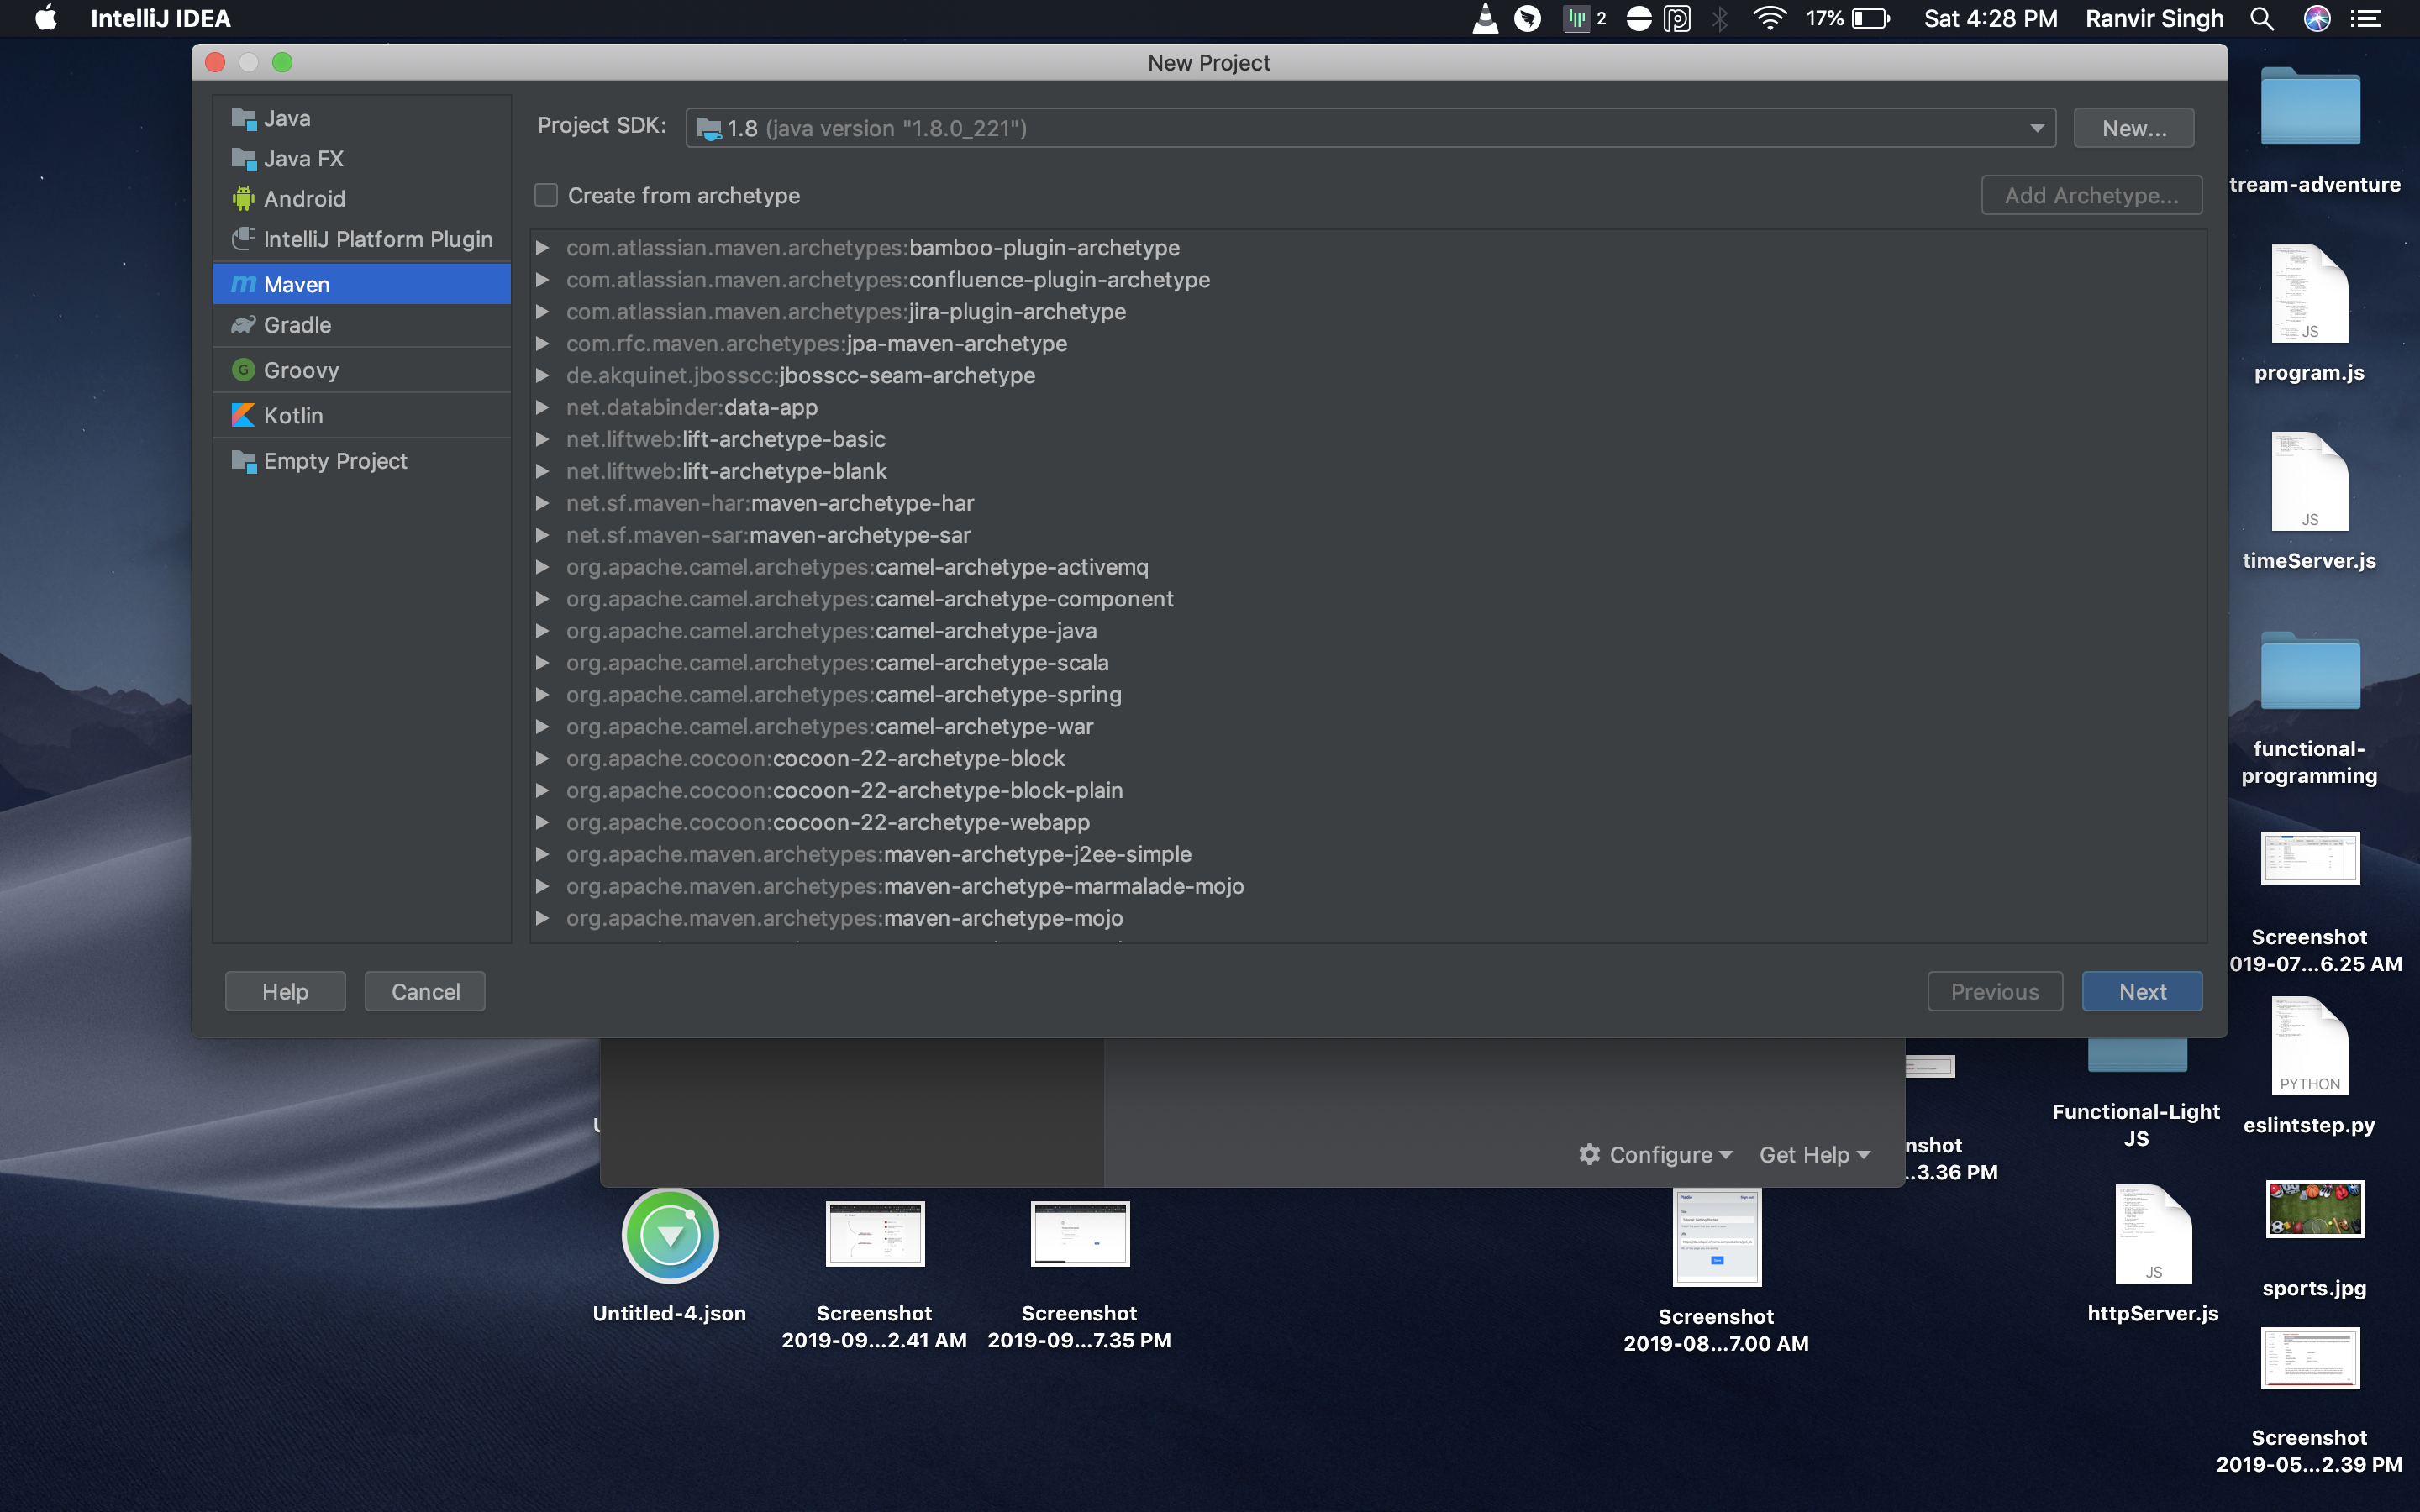 IntelliJ IDEA
2
17%
Sat 4:28 PM
Ranvir Singh
New Project
Java
Java FX
Android
IntelliJ Platform Plugin
Maven
Gradle
Groovy
Kotlin
Empty Project
Project SDK:
1.8 (java version "1.8.0_221")
New...
Create from archetype
Add Archetype...
com.atlassian.maven.archetypes:bamboo-plugin-archetype
com.atlassian.maven.archetypes:confluence-plugin-archetype
com.atlassian.maven.archetypes:jira-plugin-archetype
com.rfc.maven.archetypes:jpa-maven-archetype
de.akquinet.jbosscc:jbosscc-seam-archetype
net.databinder:data-app
net.liftweb:lift-archetype-basic
net.liftweb:lift-archetype-blank
net.sf.maven-har:maven-archetype-har
net.sf.maven-sar:maven-archetype-sar
org.apache.camel.archetypes:camel-archetype-activemq
org.apache.camel.archetypes:camel-archetype-component
org.apache.camel.archetypes:camel-archetype-java
org.apache.camel.archetypes:camel-archetype-scala
org.apache.camel.archetypes:camel-archetype-spring
org.apache.camel.archetypes:camel-archetype-war
org.apache.cocoon:cocoon-22-archetype-block
org.apache.cocoon:cocoon-22-archetype-block-plain
org.apache.cocoon:cocoon-22-archetype-webapp
org.apache.maven.archetypes:maven-archetype-j2ee-simple
org.apache.maven.archetypes:maven-archetype-marmalade-mojo
org.apache.maven.archetypes:maven-archetype-mojo
Help
Cancel
Previous
Next
Configure
Get Help
tream-adventure
JS
program.js
JS
timeServer.js
functional-
programming
Screenshot
019-07...6.25 AM
PYTHON
eslintstep.py
Functional-Light
JS
nshot
..3.36 PM
JS
httpServer.js
sports.jpg
Untitled-4.json
Screenshot
2019-09...2.41 AM
Screenshot
2019-09...7.35 PM
Screenshot
2019-08...7.00 AM
Screenshot
2019-05...2.39 PM